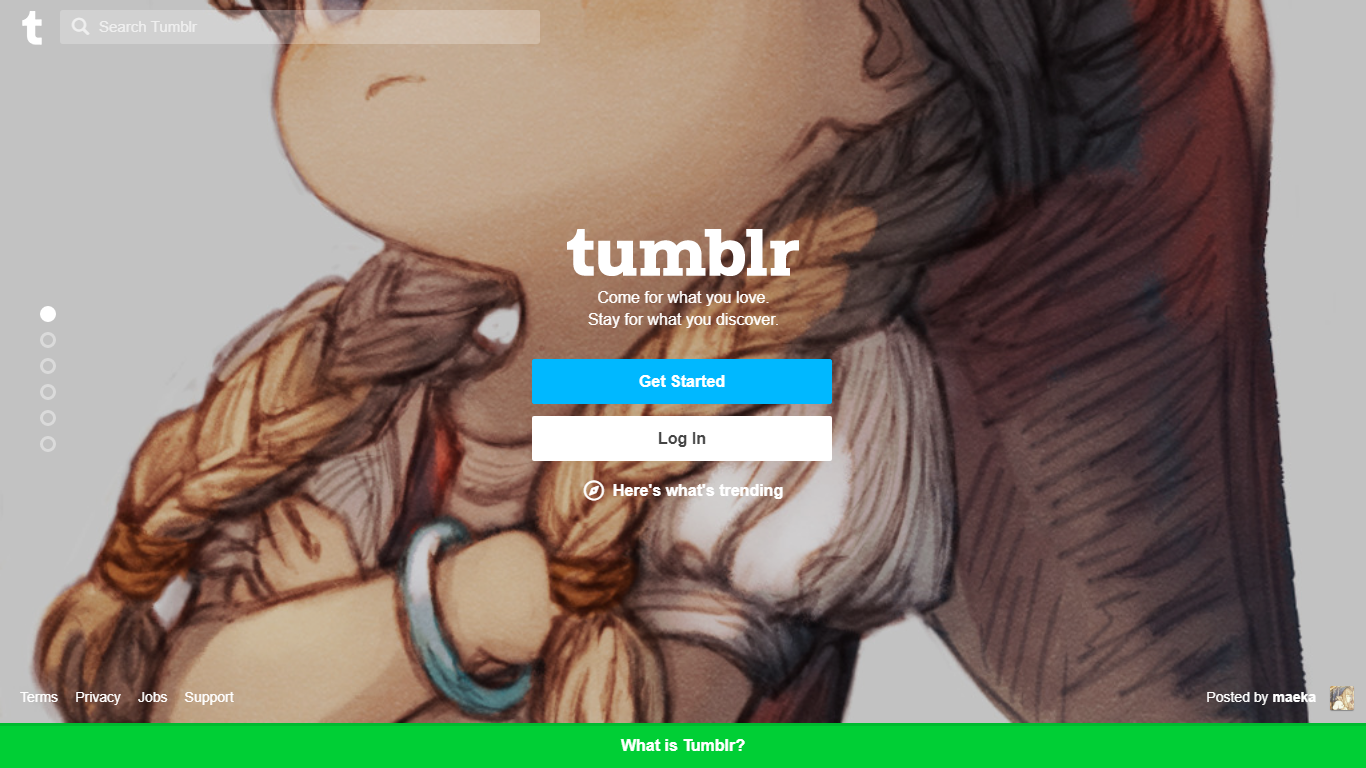 t
Search Tumblr
tumblr
Come for what you love.
Stay for what you discover.
Get Started
Log In
Here's what's trending
Terms Privacy Jobs Support
Posted by maeka
What is Tumblr?